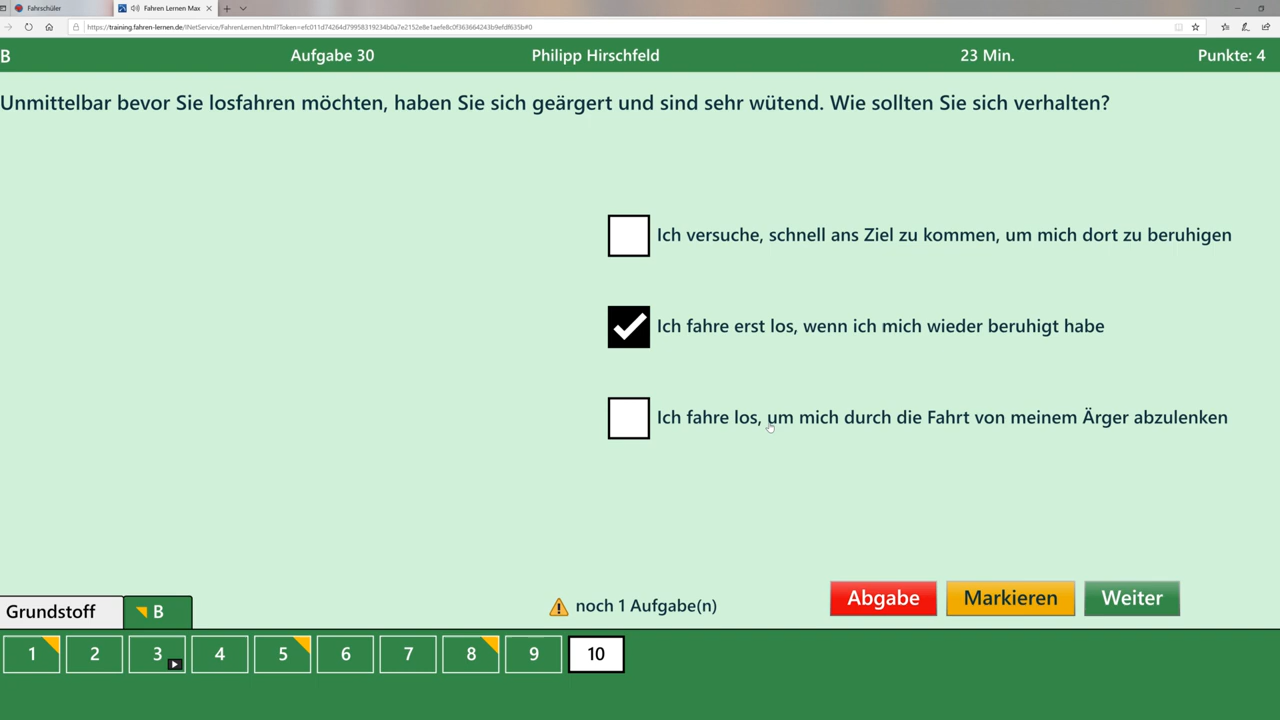 Fahrschüler
Fahren Lernen Max
B
Aufgabe 30
Philipp Hirschfeld
23 Min.
Punkte: 4
Unmittelbar bevor Sie losfahren möchten, haben Sie sich geärgert und sind sehr wütend. Wie sollten Sie sich verhalten?
Ich versuche, schnell ans Ziel zu kommen, um mich dort zu beruhigen
Ich fahre erst los, wenn ich mich wieder beruhigt habe
Ich fahre los, um mich durch die Fahrt von meinem Ärger abzulenken
Grundstoff
B
noch 1 Aufgabe(n)
Abgabe
Markieren
Weiter
1 2 3 4 5 6 7 8 9 10